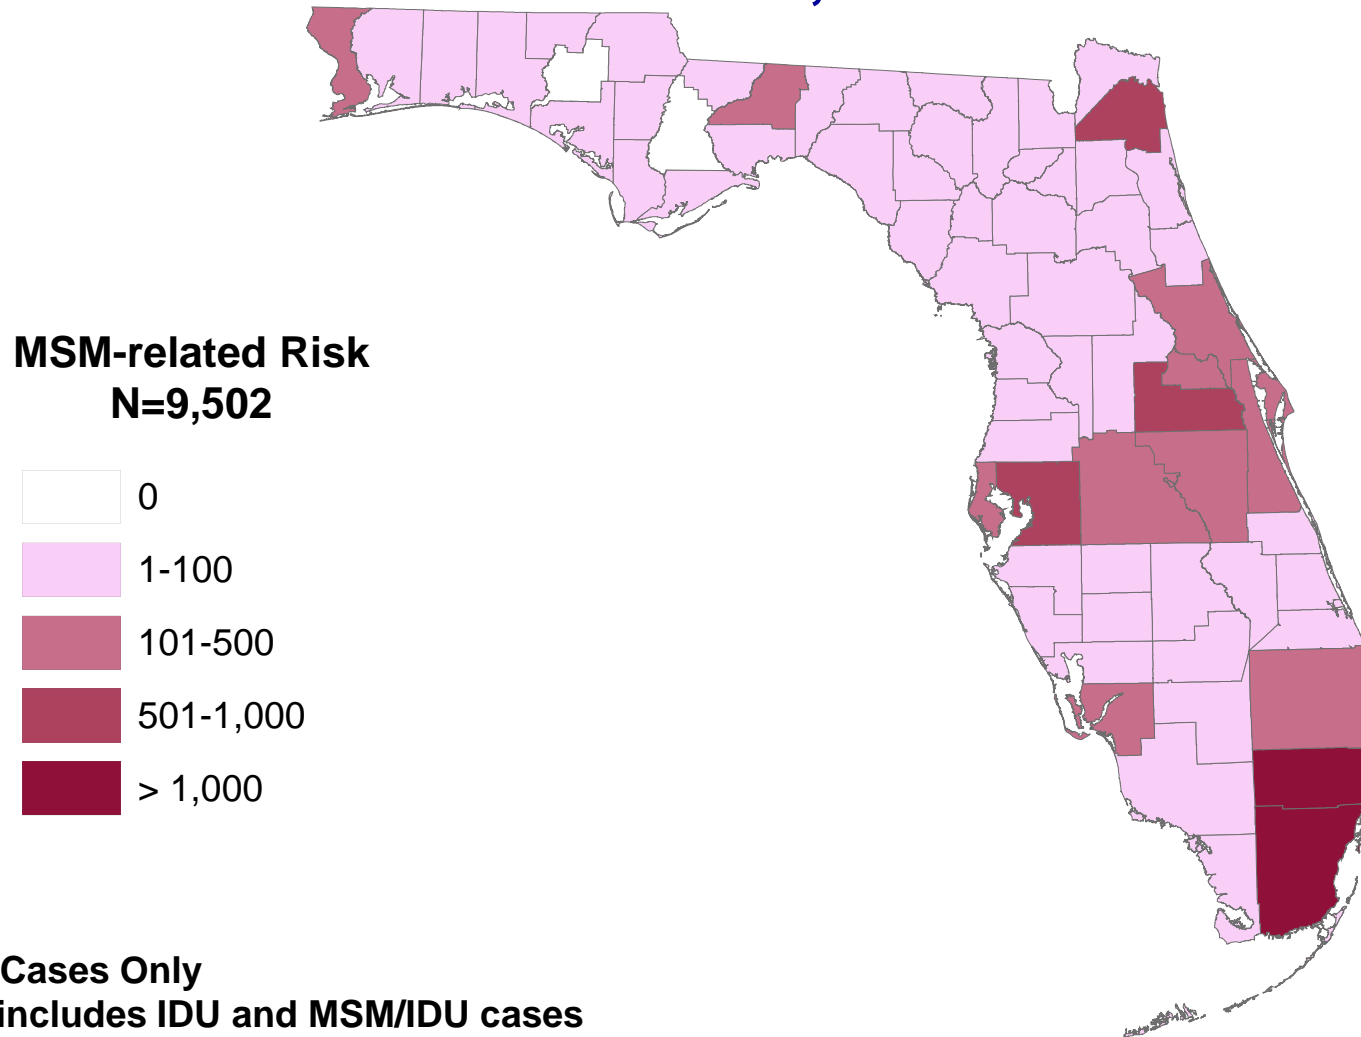 MSM-related Risk
N=9,502
0
1-100
101-500
501-1,000
> 1,000
Cases Only
includes IDU and MSM/IDU cases